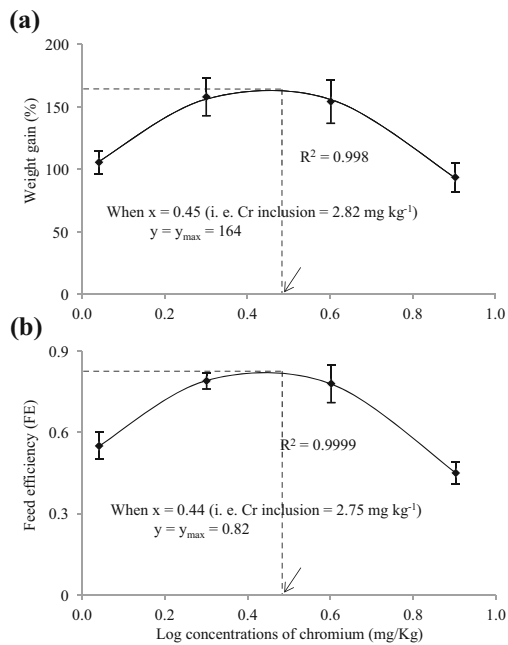 (a)
200
150
100
50
0
Weight gain (%)
R² = 0.998
When x = 0.45 (i. e. Cr inclusion = 2.82 mg kg⁻¹)
y = yₘₐₓ = 164
0.0 0.2 0.4 0.6 0.8 1.0
(b)
0.9
0.6
0.3
0
Feed efficiency (FE)
R² = 0.9999
When x = 0.44 (i. e. Cr inclusion = 2.75 mg kg⁻¹)
y = yₘₐₓ = 0.82
0.0 0.2 0.4 0.6 0.8 1.0
Log concentrations of chromium (mg/Kg)